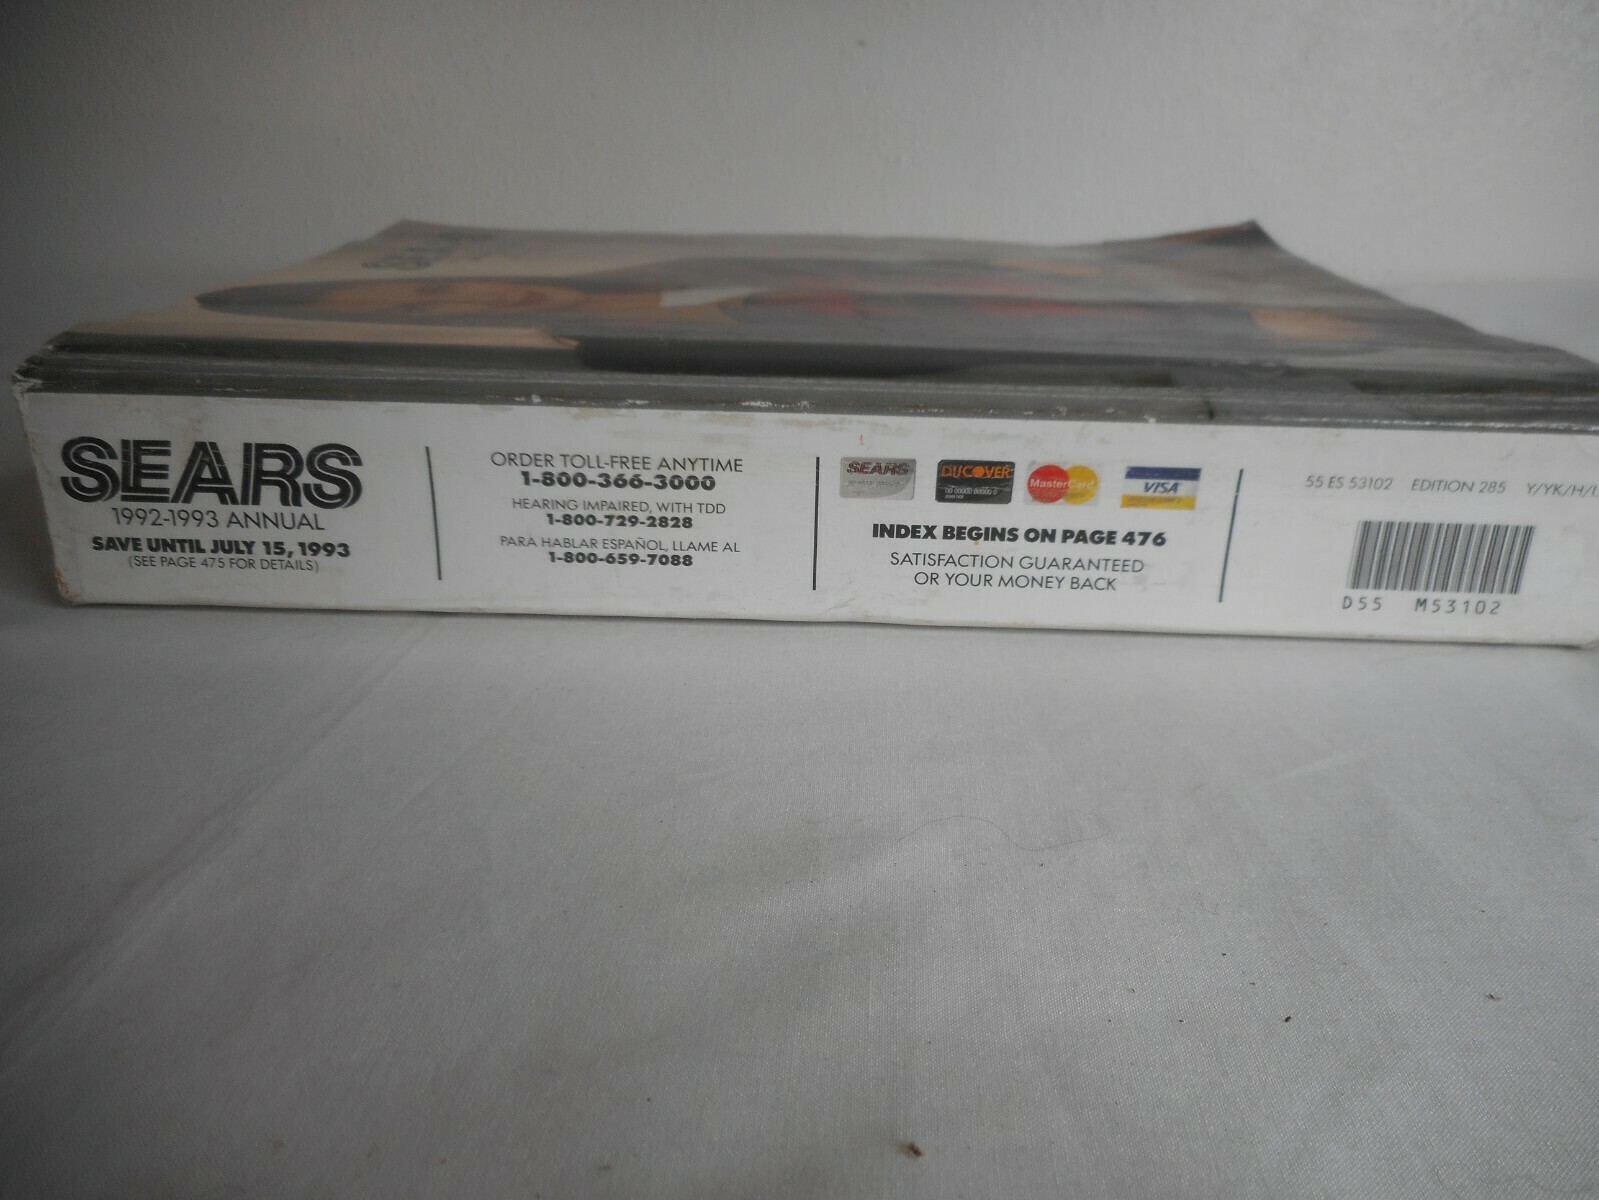 SEARS
SEARS
1992-1993 ANNUAL
SAVE UNTIL JULY 15, 1993
(SEE PAGE 475 FOR DETAILS)
ORDER TOLL-FREE ANYTIME
1-800-366-3000
HEARING IMPAIRED, WITH TDD
1-800-729-2828
PARA HABLAR ESPAÑOL, LLAME AL
1-800-659-7088
SEARS DISCOVER MasterCard VISA
INDEX BEGINS ON PAGE 476
SATISFACTION GUARANTEED
OR YOUR MONEY BACK
55 ES 53102 EDITION 285 Y/YK/H/L
D55 M53102